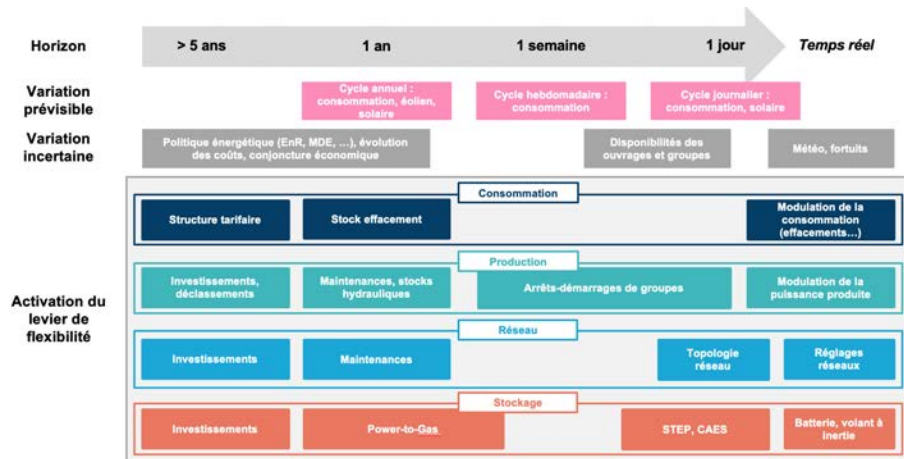 Horizon
> 5 ans
1 an
1 semaine
1 jour
Temps réel
Variation
prévisible
Cycle annuel :
consommation, éolien,
solaire
Cycle hebdomadaire :
consommation
Cycle journalier :
consommation, solaire
Variation
incertaine
Politique énergétique (EnR, MDE, …), évolution
des coûts, conjoncture économique
Disponibilités des
ouvrages et groupes
Météo, fortuits
Activation du
levier de
flexibilité
Consommation
Structure tarifaire
Stock effacement
Modulation de la
consommation
(effacements…)
Production
Investissements,
déclassements
Maintenances, stocks
hydrauliques
Arrêts-démarrages de groupes
Modulation de la
puissance produite
Réseau
Investissements
Maintenances
Topologie
réseau
Réglages
réseaux
Stockage
Investissements
Power-to-Gas
STEP, CAES
Batterie, volant à
inertie